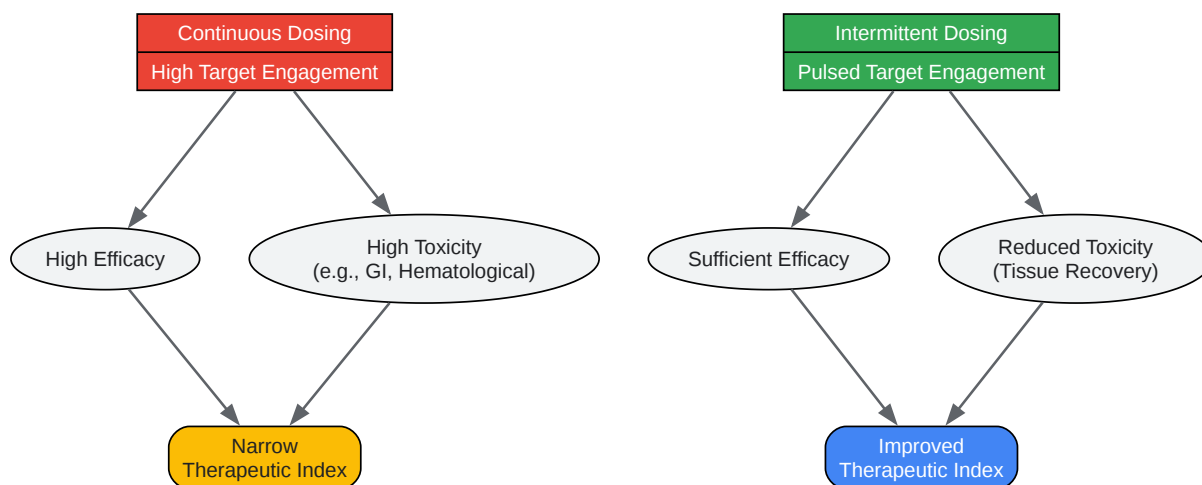 Continuous Dosing
High Target Engagement
High Efficacy
High Toxicity
(e.g., GI, Hematological)
Narrow
Therapeutic Index
Intermittent Dosing
Pulsed Target Engagement
Sufficient Efficacy
Reduced Toxicity
(Tissue Recovery)
Improved
Therapeutic Index